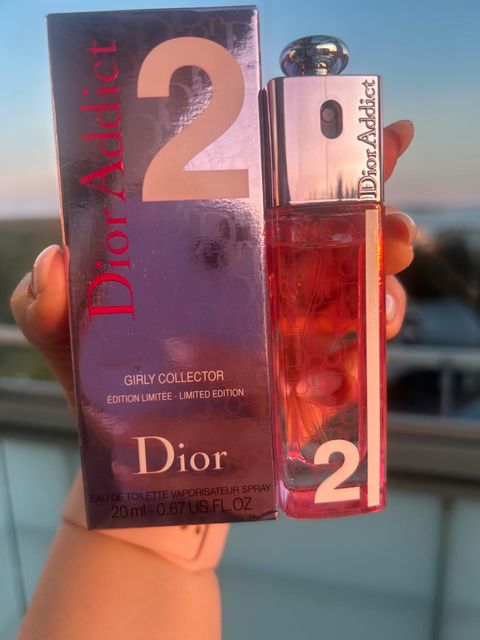 Dior Addict
2
GIRLY COLLECTOR
ÉDITION LIMITÉE - LIMITED EDITION
Dior
EAU DE TOILETTE VAPORISATEUR SPRAY
20 ml - 0.67 US.FL.OZ
Dior Addict
2